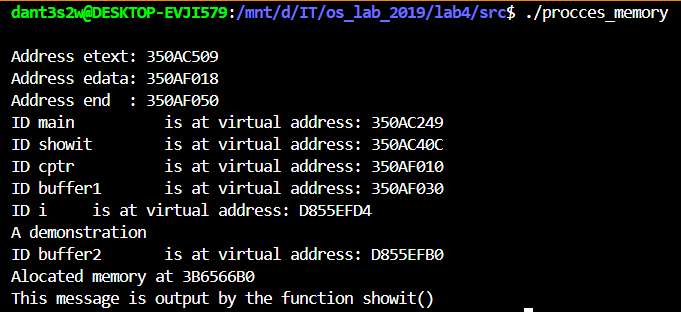 dant3s2w@DESKTOP-EVJI579:/mnt/d/IT/os_lab_2019/lab4/src$ ./procces_memory
Address etext: 350AC509
Address edata: 350AF018
Address end  : 350AF050
ID main         is at virtual address: 350AC249
ID showit       is at virtual address: 350AC40C
ID cptr         is at virtual address: 350AF010
ID buffer1      is at virtual address: 350AF030
ID i    is at virtual address: D855EFD4
A demonstration
ID buffer2      is at virtual address: D855EFB0
Alocated memory at 3B6566B0
This message is output by the function showit()